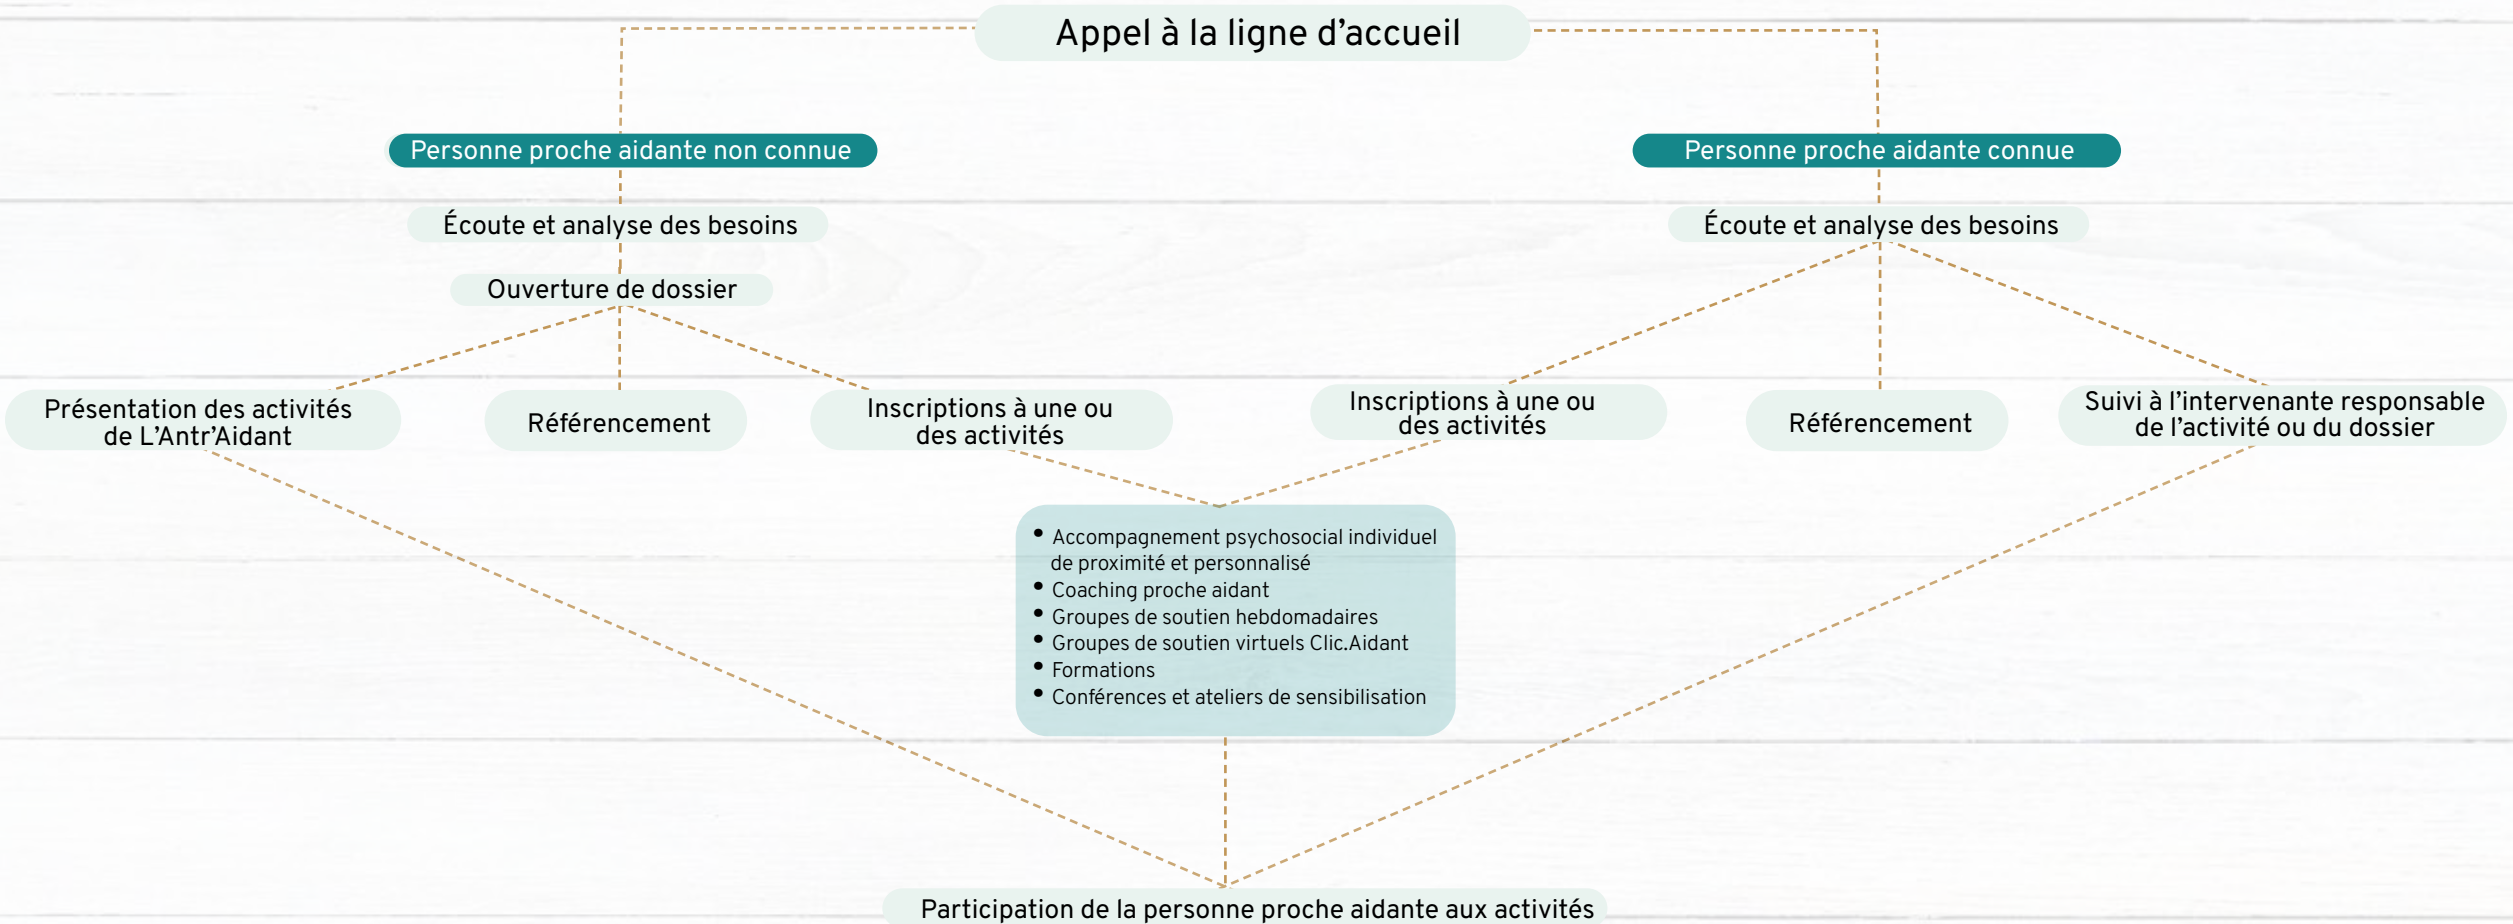 Appel à la ligne d’accueil
Personne proche aidante non connue
Personne proche aidante connue
Écoute et analyse des besoins
Écoute et analyse des besoins
Ouverture de dossier
Présentation des activités
de L’Antr’Aidant
Référencement
Inscriptions à une ou
des activités
Inscriptions à une ou
des activités
Référencement
Suivi à l’intervenante responsable
de l’activité ou du dossier
• Accompagnement psychosocial individuel
de proximité et personnalisé
• Coaching proche aidant
• Groupes de soutien hebdomadaires
• Groupes de soutien virtuels Clic.Aidant
• Formations
• Conférences et ateliers de sensibilisation
Participation de la personne proche aidante aux activités